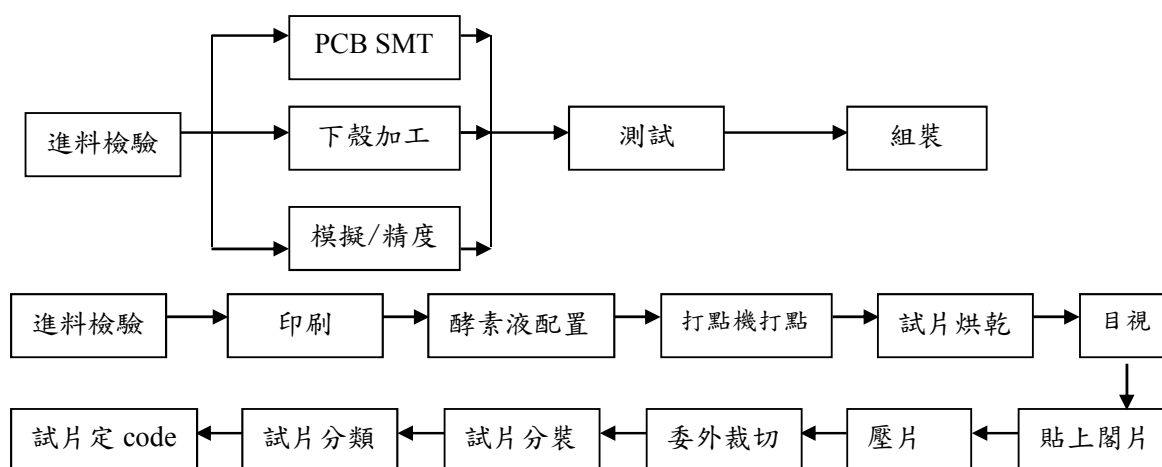 PCB SMT
進料檢驗
下殼加工
測試
組裝
模擬/精度
進料檢驗
印刷
酵素液配置
打點機打點
試片烘乾
目視
試片定 code
試片分類
試片分裝
委外裁切
壓片
貼上閣片